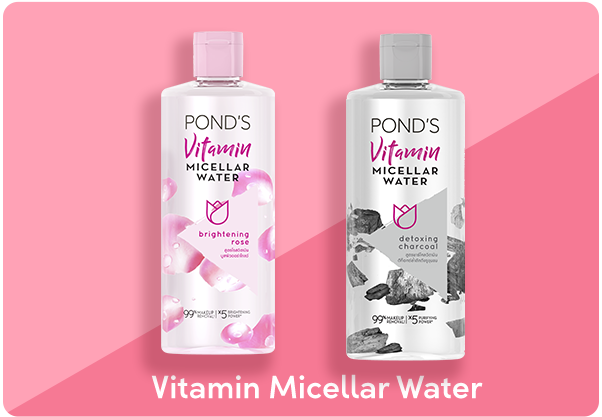 POND'S
Vitamin
MICELLAR
WATER
brightening
rose
99% MAKEUP REMOVAL | x5 BRIGHTENING POWER*
POND'S
Vitamin
MICELLAR
WATER
detoxing
charcoal
99% MAKEUP REMOVAL | x5 PURIFYING POWER*
Vitamin Micellar Water